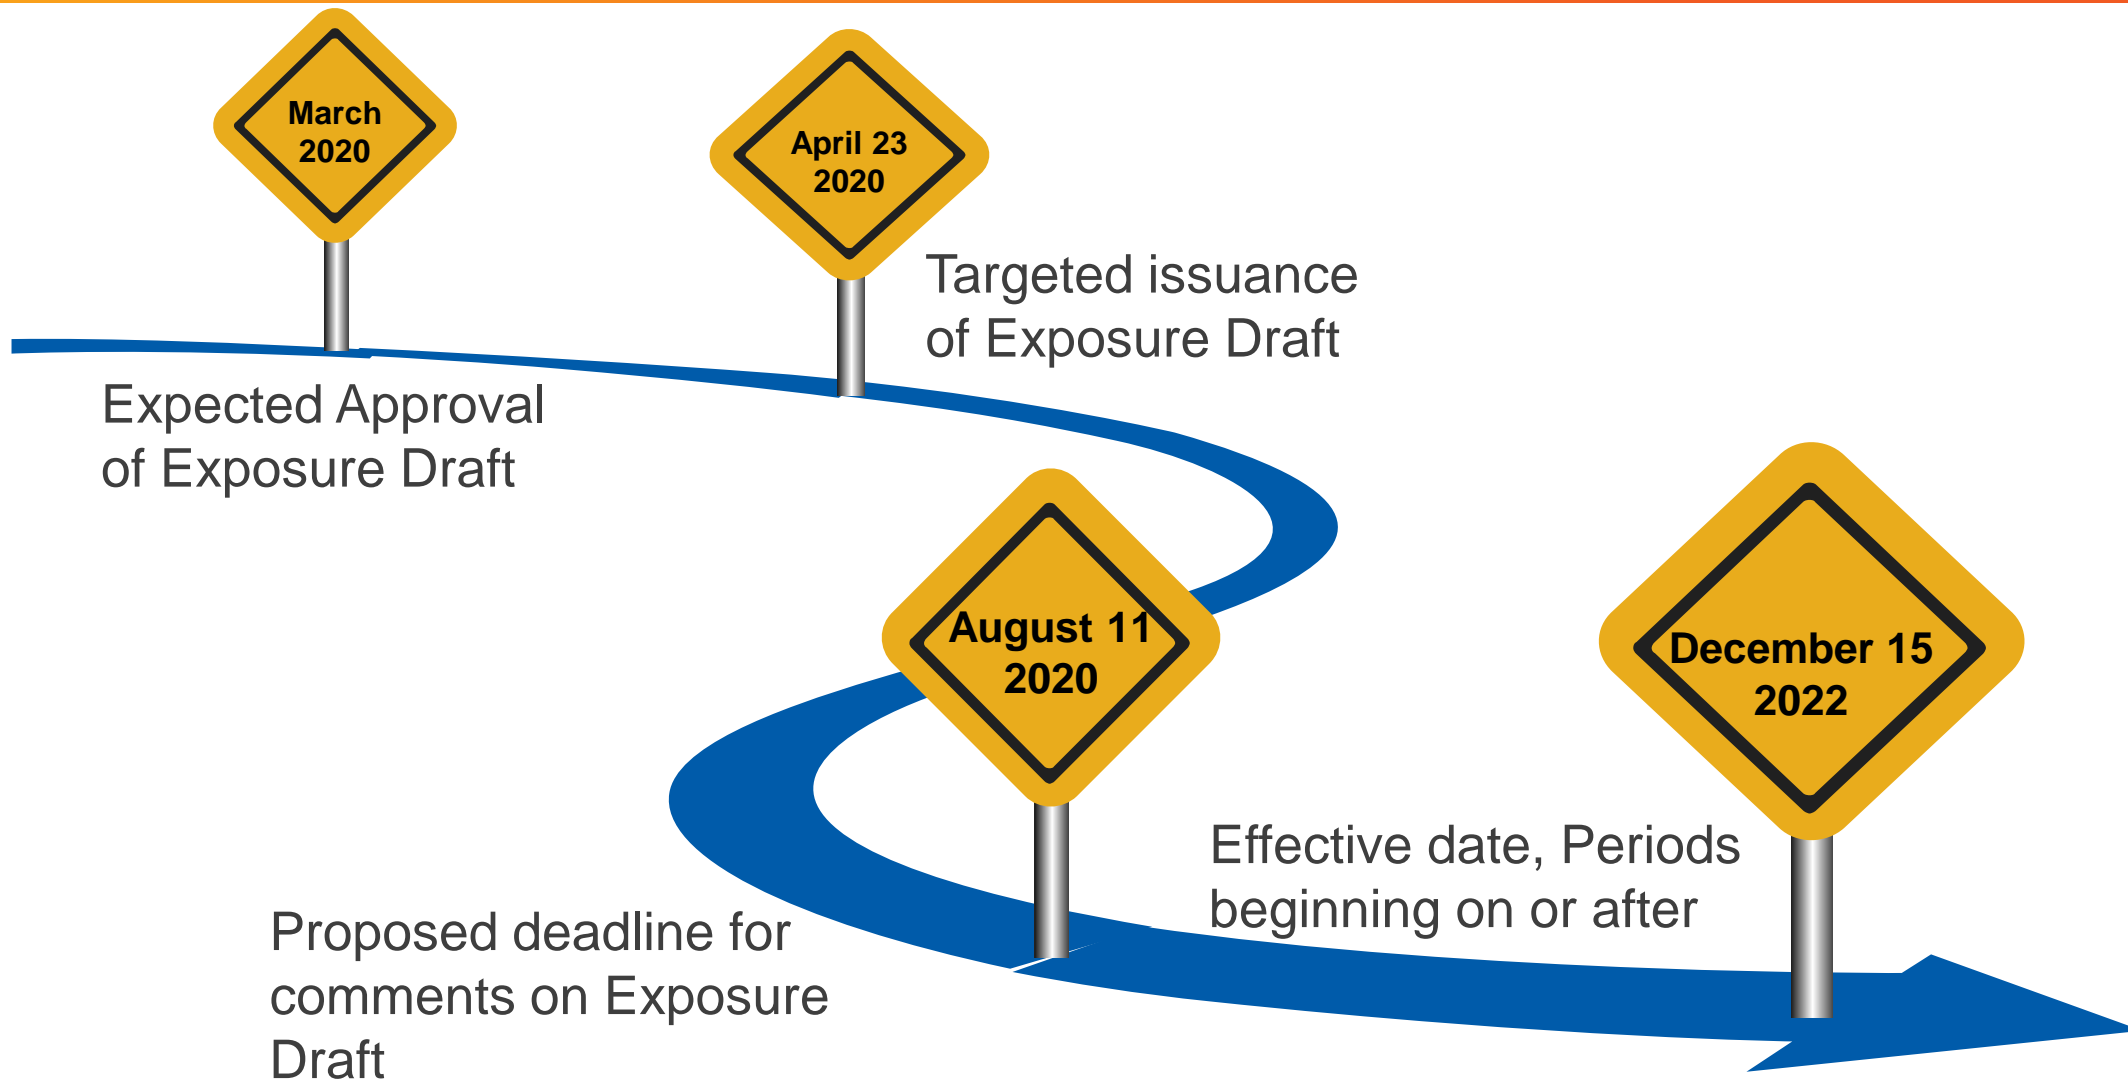 March
2020
Expected Approval
of Exposure Draft
April 23
2020
Targeted issuance
of Exposure Draft
August 11
2020
Proposed deadline for
comments on Exposure
Draft
December 15
2022
Effective date, Periods
beginning on or after